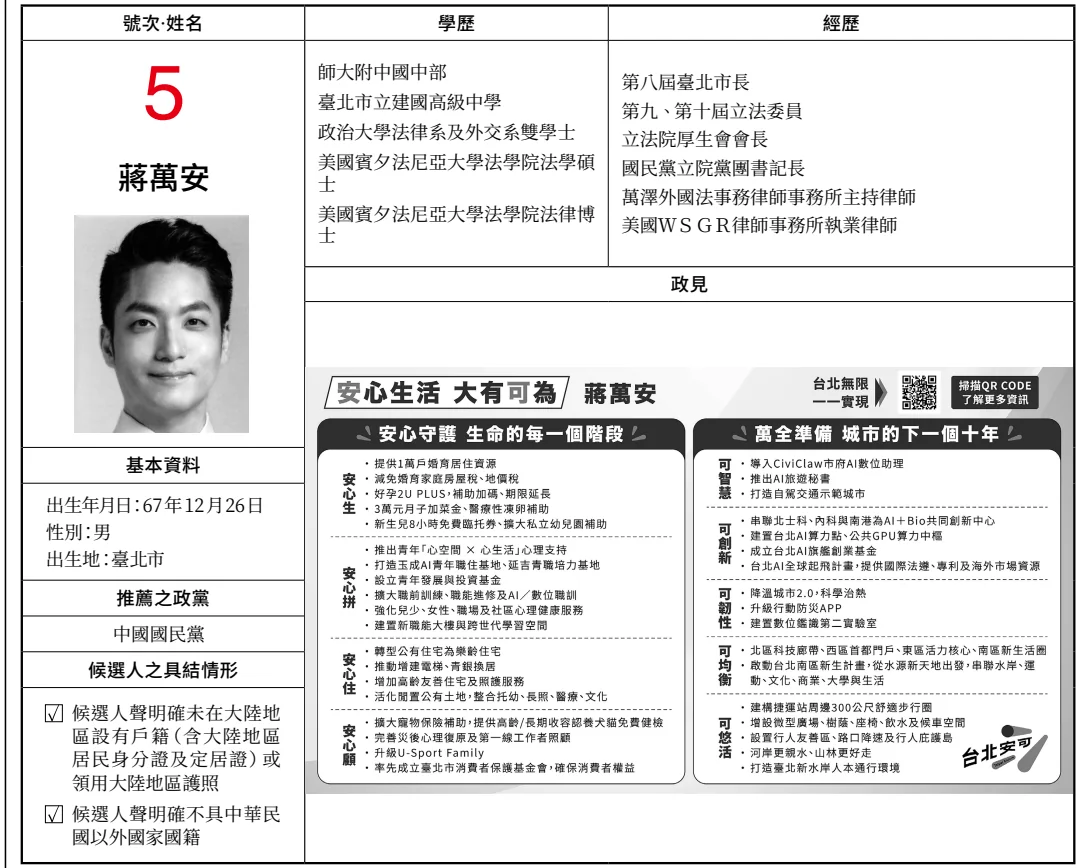 號次·姓名
學歷
經歷
5
蔣萬安
師大附中國中部
臺北市立建國高級中學
政治大學法律系及外交系雙學士
美國賓夕法尼亞大學法學院法學碩
士
美國賓夕法尼亞大學法學院法律博
士
第八屆臺北市長
第九、第十屆立法委員
立法院厚生會會長
國民黨立院黨團書記長
萬澤外國法事務律師事務所主持律師
美國ＷＳＧＲ律師事務所執業律師
基本資料
出生年月日：67年12月26日
性別：男
出生地：臺北市
推薦之政黨
中國國民黨
候選人之具結情形
☑ 候選人聲明確未在大陸地
區設有戶籍（含大陸地區
居民身分證及定居證）或
領用大陸地區護照
☑ 候選人聲明確不具中華民
國以外國家國籍
政見
安心生活 大有可為 蔣萬安
台北無限
一一實現
掃描QR CODE
了解更多資訊
安心守護 生命的每一個階段
安心生
・提供1萬戶婚育居住資源
・減免婚育家庭房屋稅、地價稅
・好孕2U PLUS，補助加碼、期限延長
・3萬元月子加菜金、醫療性凍卵補助
・新生兒8小時免費臨托券、擴大私立幼兒園補助
安心拼
・推出青年「心空間 × 心生活」心理支持
・打造玉成AI青年職住基地、延吉青職培力基地
・設立青年發展與投資基金
・擴大職前訓練、職能進修及AI／數位職訓
・強化兒少、女性、職場及社區心理健康服務
・建置新職能大樓與跨世代學習空間
安心住
・轉型公有住宅為樂齡住宅
・推動增建電梯、青銀換居
・增加高齡友善住宅及照護服務
・活化閒置公有土地，整合托幼、長照、醫療、文化
安心顧
・擴大寵物保險補助，提供高齡/長期收容認養犬貓免費健檢
・完善災後心理復原及第一線工作者照顧
・升級U-Sport Family
・率先成立臺北市消費者保護基金會，確保消費者權益
萬全準備 城市的下一個十年
可智慧
・導入CiviClaw市府AI數位助理
・推出AI旅遊秘書
・打造自駕交通示範城市
可創新
・串聯北士科、內科與南港為AI＋Bio共同創新中心
・建置台北AI算力點、公共GPU算力中樞
・成立台北AI旗艦創業基金
・台北AI全球起飛計畫，提供國際法遵、專利及海外市場資源
可韌性
・降溫城市2.0，科學治熱
・升級行動防災APP
・建置數位鑑識第二實驗室
可均衡
・北區科技廊帶、西區首都門戶、東區活力核心、南區新生活圈
・啟動台北南區新生計畫，從水源新天地出發，串聯水岸、運
動、文化、商業、大學與生活
可悠活
・建構捷運站周邊300公尺舒適步行圈
・增設微型廣場、樹蔭、座椅、飲水及候車空間
・設置行人友善區、路口降速及行人庇護島
・河岸更親水、山林更好走
・打造臺北新水岸人本通行環境
台北安可